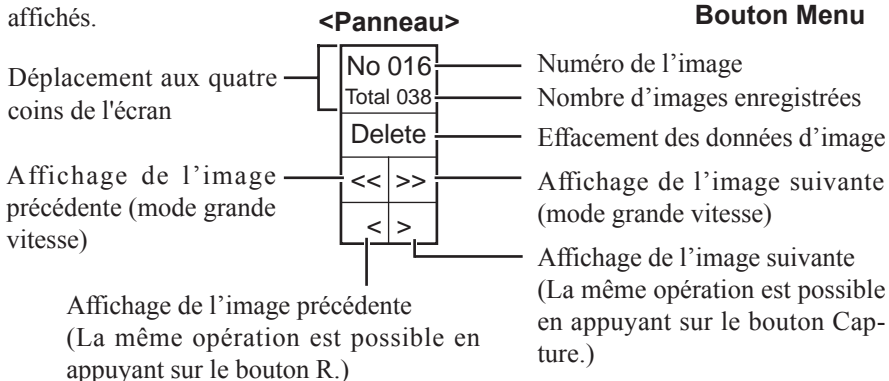 affichés.
<Panneau>
Bouton Menu
Déplacement aux quatre
coins de l'écran
Affichage de l’image
précédente (mode grande
vitesse)
No 016
Total 038
Delete
<< >>
< >
Numéro de l’image
Nombre d’images enregistrées
Effacement des données d’image
Affichage de l’image suivante
(mode grande vitesse)
Affichage de l’image suivante
(La même opération est possible
en appuyant sur le bouton Cap-
ture.)
Affichage de l’image précédente
(La même opération est possible en
appuyant sur le bouton R.)